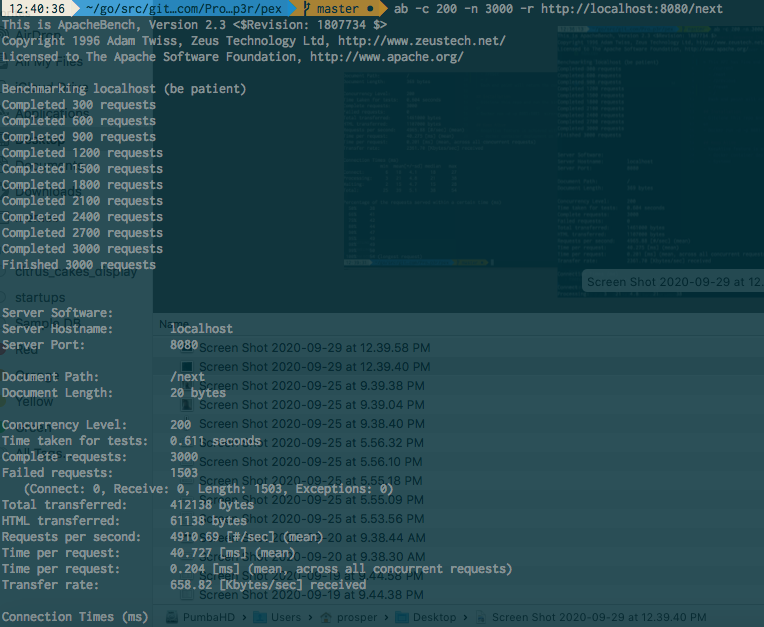 12:40:36 ~/go/src/git…com/Pro…p3r/pex master ● ab -c 200 -n 3000 -r http://localhost:8080/next
This is ApacheBench, Version 2.3 <$Revision: 1807734 $>
Copyright 1996 Adam Twiss, Zeus Technology Ltd, http://www.zeustech.net/
Licensed to The Apache Software Foundation, http://www.apache.org/
Benchmarking localhost (be patient)
Completed 300 requests
Completed 600 requests
Completed 900 requests
Completed 1200 requests
Completed 1500 requests
Completed 1800 requests
Completed 2100 requests
Completed 2400 requests
Completed 2700 requests
Completed 3000 requests
Finished 3000 requests
citrus_cakes_display
Screen Shot 2020-09-29 at 12.
startups
Server Software:
Server Hostname: localhost
Server Port: 8080
Name
Red
Yellow
Screen Shot 2020-09-29 at 12.39.58 PM
Screen Shot 2020-09-29 at 12.39.40 PM
Document Path: /next
Screen Shot 2020-09-25 at 9.39.38 PM
Document Length: 20 bytes
Screen Shot 2020-09-25 at 9.39.04 PM
Screen Shot 2020-09-25 at 9.38.40 PM
Concurrency Level: 200
Time taken for tests: 0.611 seconds
Screen Shot 2020-09-25 at 5.56.32 PM
Complete requests: 3000
Screen Shot 2020-09-25 at 5.56.10 PM
Failed requests: 1503
Screen Shot 2020-09-25 at 5.55.18 PM
(Connect: 0, Receive: 0, Length: 1503, Exceptions: 0)
Screen Shot 2020-09-25 at 5.55.09 PM
Total transferred: 412138 bytes
HTML transferred: 61138 bytes
Screen Shot 2020-09-25 at 5.53.56 PM
Requests per second: 4910.69 [#/sec] (mean)
Screen Shot 2020-09-20 at 9.38.44 AM
Time per request: 40.727 [ms] (mean)
Screen Shot 2020-09-20 at 9.38.30 AM
Time per request: 0.204 [ms] (mean, across all concurrent requests)
Screen Shot 2020-09-19 at 9.44.58 PM
Transfer rate: 658.82 [Kbytes/sec] received
Screen Shot 2020-09-19 at 9.44.38 PM
Connection Times (ms)
PumbaHD › Users › prosper › Desktop › Screen Shot 2020-09-29 at 12.39.40 PM